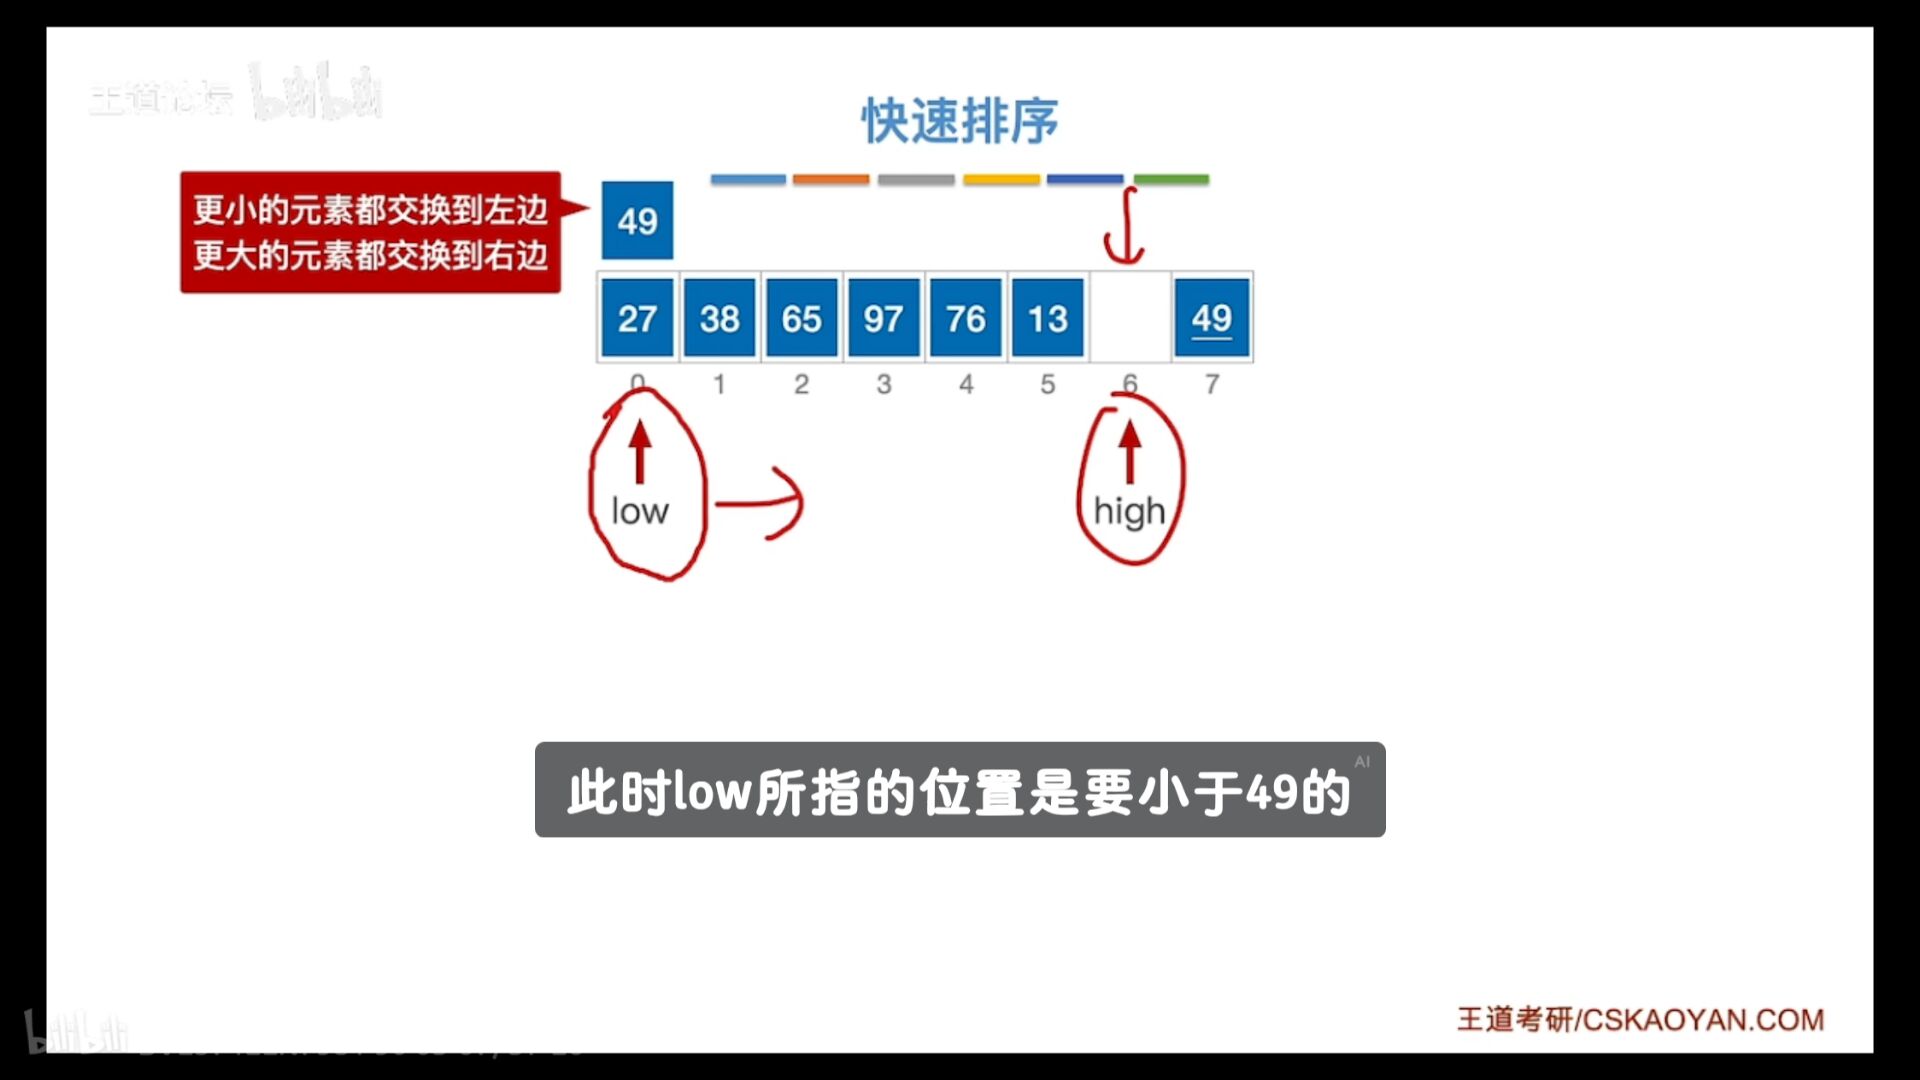 王道论坛 bilibili
快速排序
更小的元素都交换到左边
更大的元素都交换到右边
49
27 38 65 97 76 13 49
0 1 2 3 4 5 6 7
low high
AI
此时low所指的位置是要小于49的
王道考研/CSKAOYAN.COM
bilibili